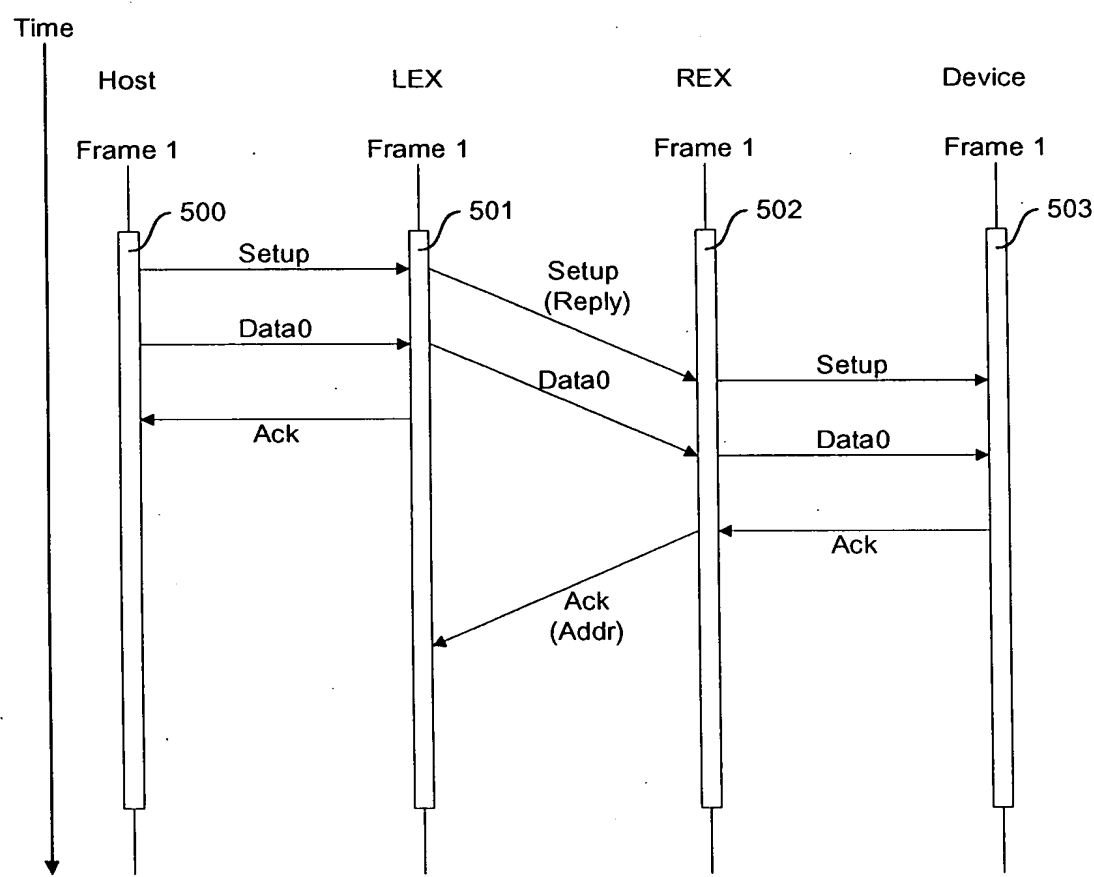 Time
Host
LEX
REX
Device
Frame 1
Frame 1
Frame 1
Frame 1
500
501
502
503
Setup
Setup
(Reply)
Data0
Data0
Setup
Ack
Data0
Ack
Ack
(Addr)